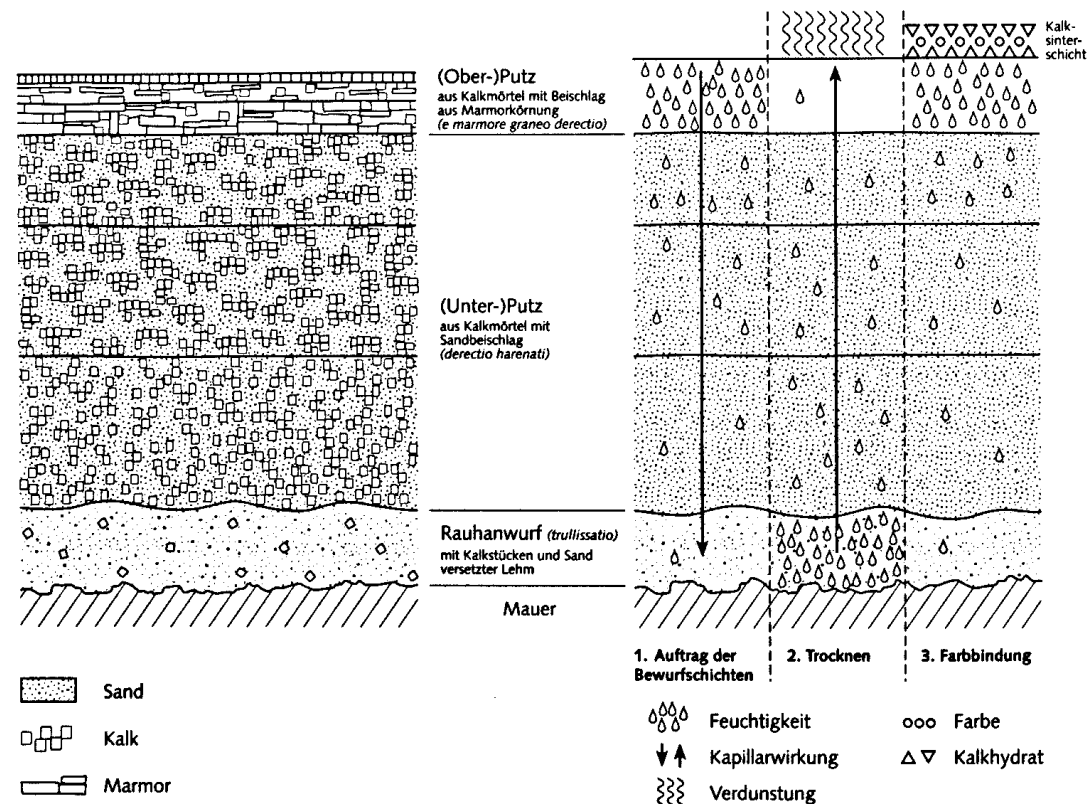 (Ober-)Putz
aus Kalkmörtel mit Beischlag
aus Marmorkörnung
(e marmore graneo derectio)
(Unter-)Putz
aus Kalkmörtel mit
Sandbeischlag
(derectio harenati)
Rauhanwurf (trullissatio)
mit Kalkstücken und Sand
versetzter Lehm
Mauer
Kalk-
sinter-
schicht
1. Auftrag der
Bewurfschichten
2. Trocknen
3. Farbbindung
Sand
Kalk
Marmor
Feuchtigkeit
Kapillarwirkung
Verdunstung
Farbe
Kalkhydrat